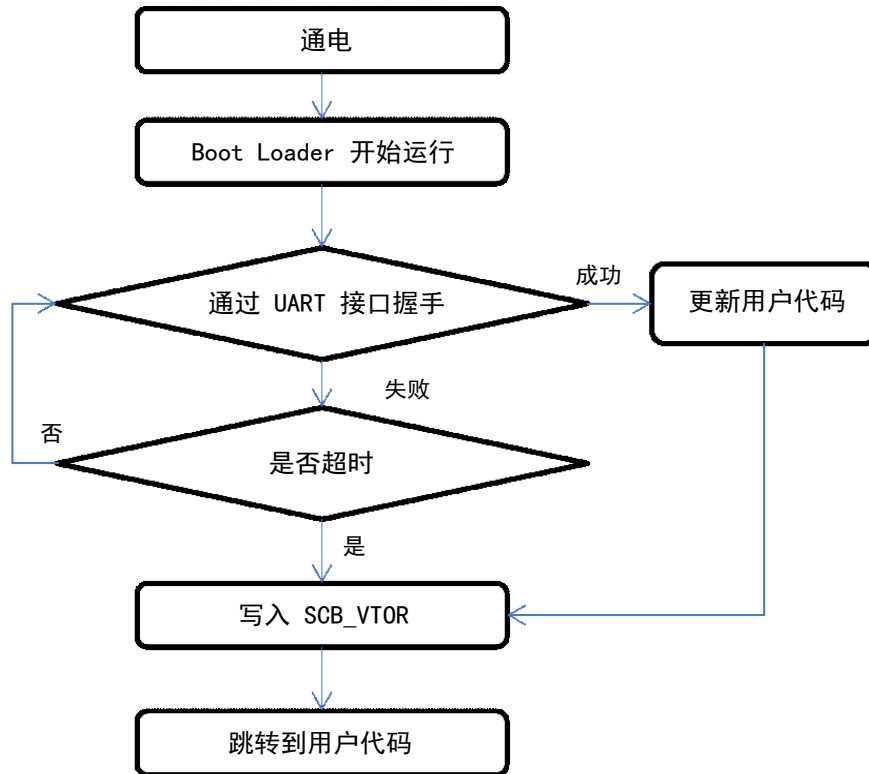 通电
Boot Loader 开始运行
成功
通过 UART 接口握手
更新用户代码
失败
否
是否超时
是
写入 SCB_VTOR
跳转到用户代码